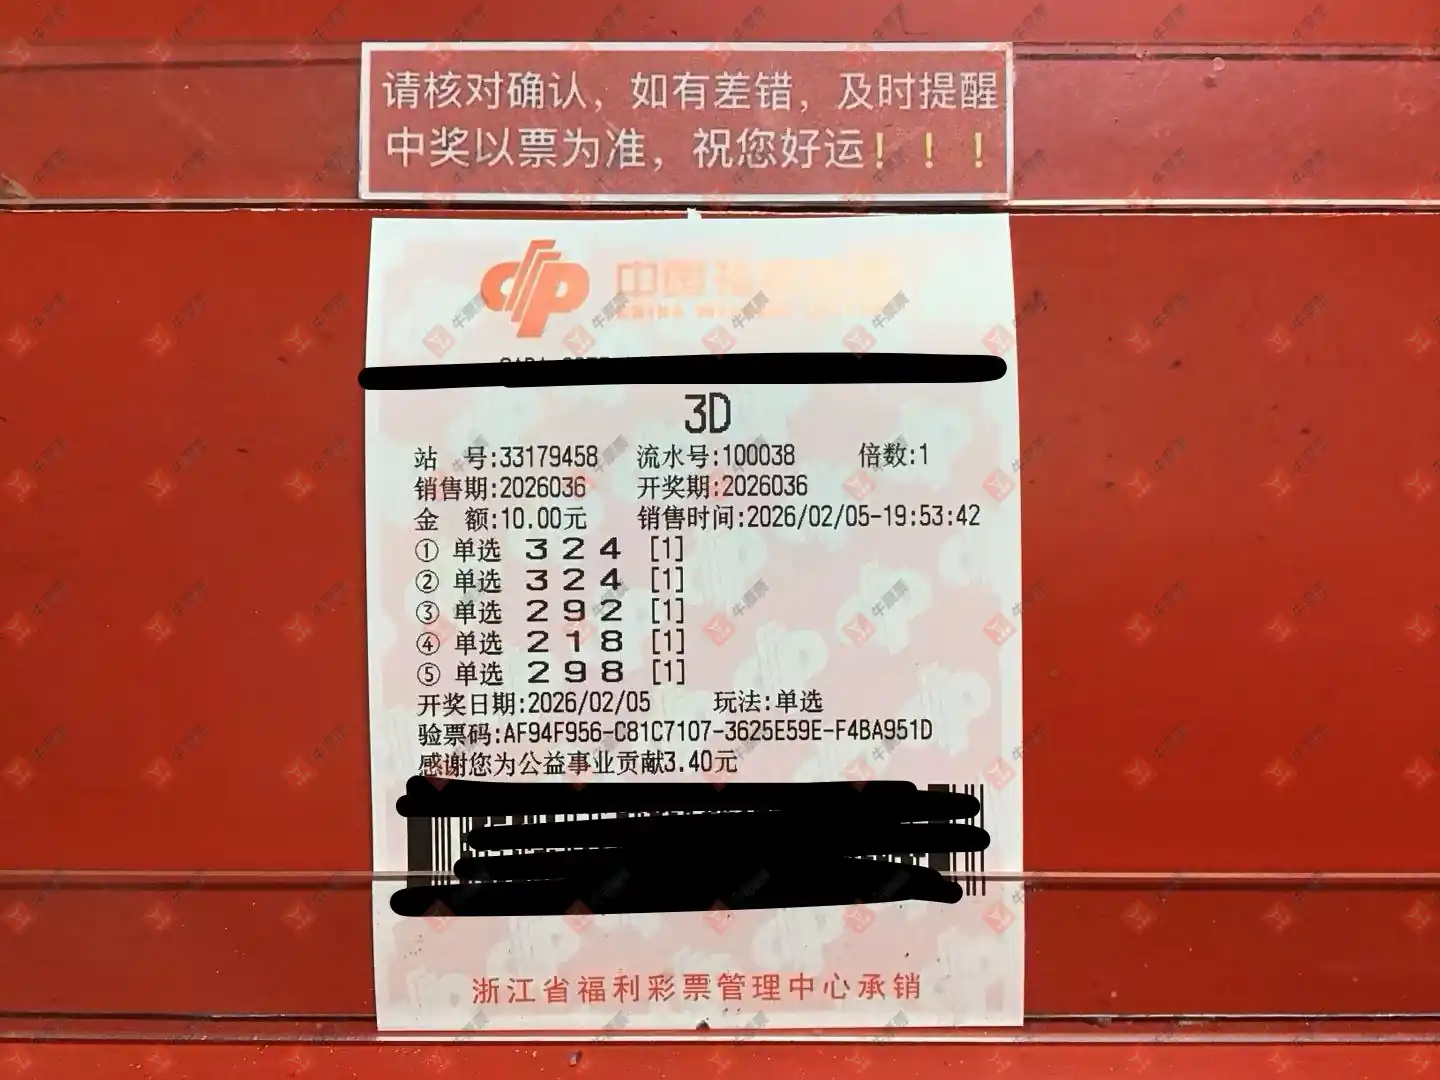 请核对确认，如有差错，及时提醒
中奖以票为准，祝您好运！！！
中国福
3D
站 号:33179458 流水号:100038 倍数:1
销售期:2026036 开奖期:2026036
金 额:10.00元 销售时间:2026/02/05-19:53:42
① 单选 3 2 4 [1]
② 单选 3 2 4 [1]
③ 单选 2 9 2 [1]
④ 单选 2 1 8 [1]
⑤ 单选 2 9 8 [1]
开奖日期:2026/02/05 玩法:单选
验票码:AF94F956-C81C7107-3625E59E-F4BA951D
感谢您为公益事业贡献3.40元
浙江省福利彩票管理中心承销